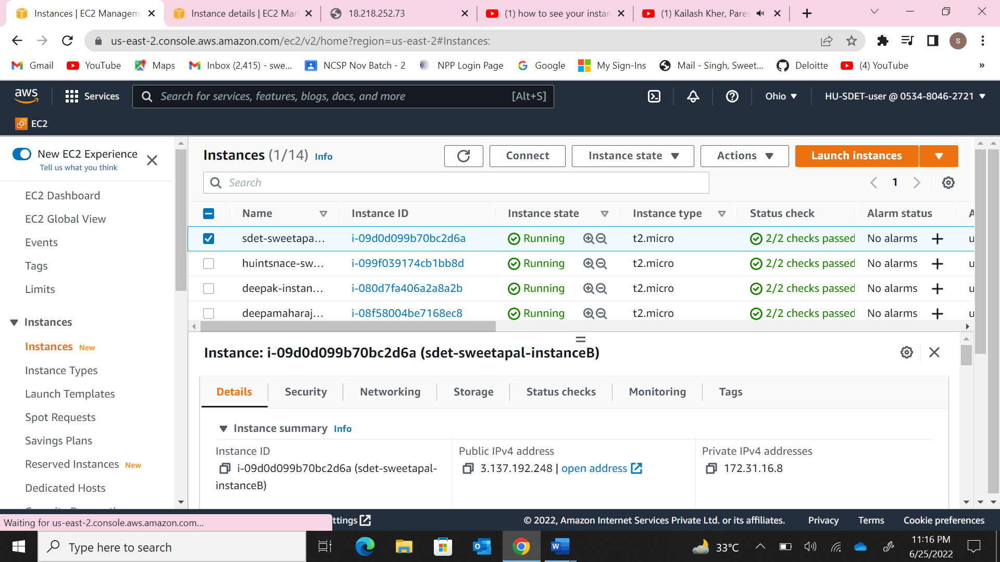 Instances | EC2 Managem
Instance details | EC2 Man
18.218.252.73
(1) how to see your instan
(1) Kailash Kher, Pares
us-east-2.console.aws.amazon.com/ec2/v2/home?region=us-east-2#Instances:
S
Gmail
YouTube
Maps
Inbox (2,415) - swe...
NCSP Nov Batch - 2
NPP Login Page
Google
My Sign-Ins
Mail - Singh, Sweet...
Deloitte
(4) YouTube
»
aws
Services
Search for services, features, blogs, docs, and more
[Alt+S]
Ohio
HU-SDET-user @ 0534-8046-2721
EC2
New EC2 Experience
Tell us what you think
EC2 Dashboard
EC2 Global View
Events
Tags
Limits
Instances
Instances New
Instance Types
Launch Templates
Spot Requests
Savings Plans
Reserved Instances New
Dedicated Hosts
Instances (1/14) Info
Connect
Instance state
Actions
Launch instances
Search
1
Name
Instance ID
Instance state
Instance type
Status check
Alarm status
A
sdet-sweetapa... i-09d0d099b70bc2d6a Running t2.micro 2/2 checks passed No alarms + u
huintsnace-sw... i-099f039174cb1bb8d Running t2.micro 2/2 checks passed No alarms + u
deepak-instan... i-080d7fa406a2a8a2b Running t2.micro 2/2 checks passed No alarms + u
deepamaharaj... i-08f58004be7168ec8 Running t2.micro 2/2 checks passed No alarms + u
Instance: i-09d0d099b70bc2d6a (sdet-sweetapal-instanceB)
Details
Security
Networking
Storage
Status checks
Monitoring
Tags
Instance summary Info
Instance ID
i-09d0d099b70bc2d6a (sdet-sweetapal-
instanceB)
Public IPv4 address
3.137.192.248 | open address
Private IPv4 addresses
172.31.16.8
Waiting for us-east-2.console.aws.amazon.com...
ttings
© 2022, Amazon Internet Services Private Ltd. or its affiliates.
Privacy
Terms
Cookie preferences
Type here to search
33°C
11:16 PM
6/25/2022